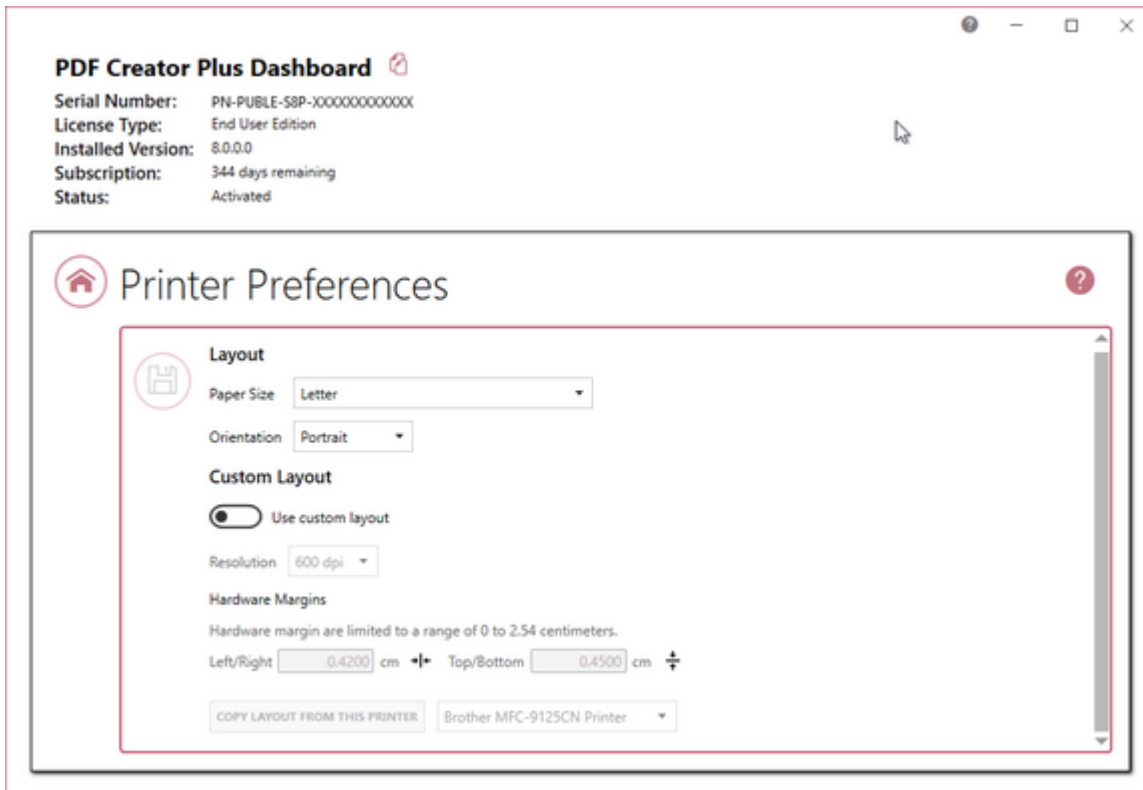 PDF Creator Plus Dashboard
Serial Number: PN-PUBLE-S8P-XXXXXXXXXXXX
License Type: End User Edition
Installed Version: 8.0.0.0
Subscription: 344 days remaining
Status: Activated
Printer Preferences
Layout
Paper Size Letter
Orientation Portrait
Custom Layout
Use custom layout
Resolution 600 dpi
Hardware Margins
Hardware margin are limited to a range of 0 to 2.54 centimeters.
Left/Right 0.4200 cm Top/Bottom 0.4500 cm
COPY LAYOUT FROM THIS PRINTER Brother MFC-9125CN Printer